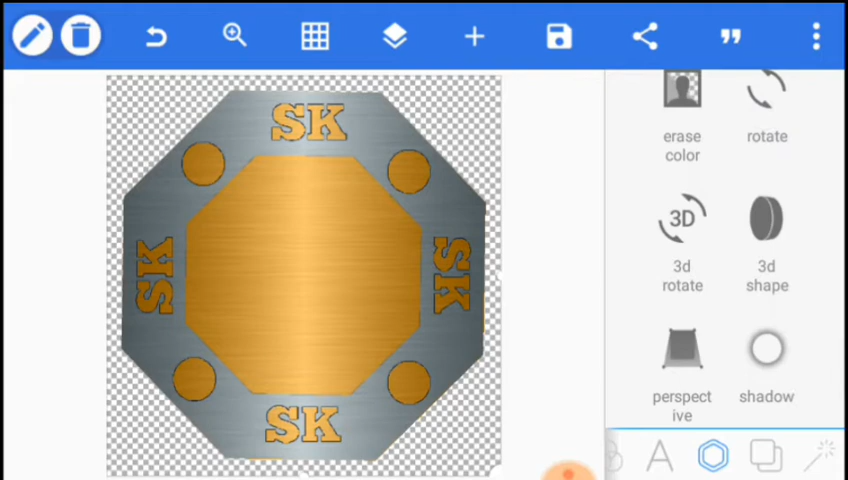 SK
SK
SK
SK
erase
color
rotate
3D
3d
rotate
3d
shape
perspect
ive
shadow
A